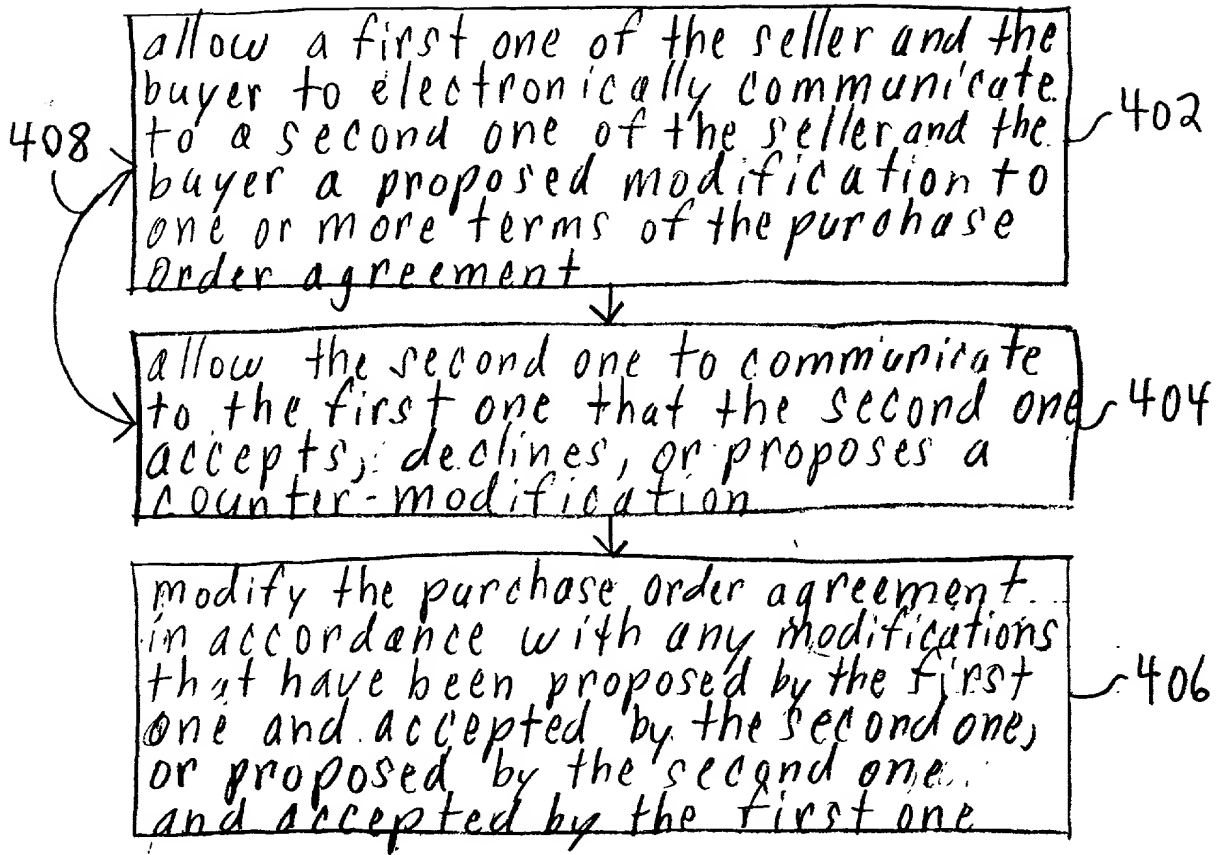 allow a first one of the seller and the
buyer to electronically communicate
to a second one of the seller and the
buyer a proposed modification to
one or more terms of the purchase
order agreement
402
408
allow the second one to communicate
to the first one that the second one
accepts, declines, or proposes a
counter-modification
404
modify the purchase order agreement
in accordance with any modifications
that have been proposed by the first
one and accepted by the second one,
or proposed by the second one
and accepted by the first one
406